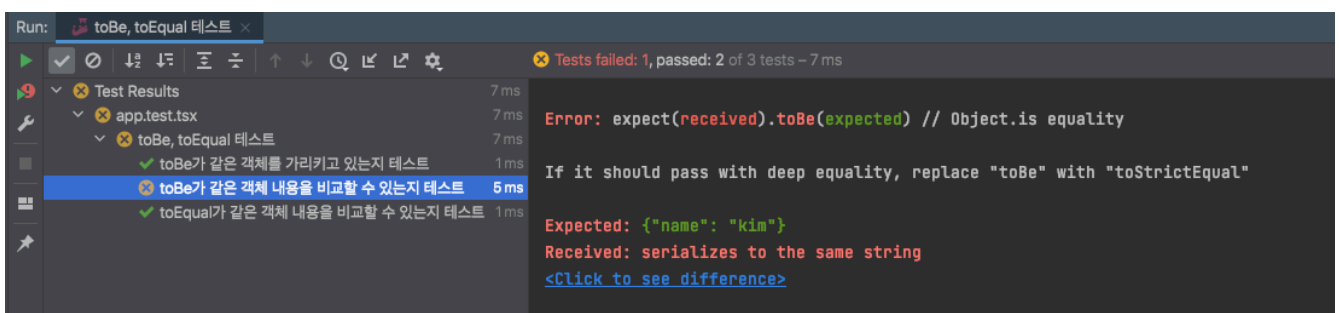 Run: toBe, toEqual 테스트
Tests failed: 1, passed: 2 of 3 tests – 7 ms
Test Results 7 ms
app.test.tsx 7 ms
toBe, toEqual 테스트 7 ms
toBe가 같은 객체를 가리키고 있는지 테스트 1 ms
toBe가 같은 객체 내용을 비교할 수 있는지 테스트 5 ms
toEqual가 같은 객체 내용을 비교할 수 있는지 테스트 1 ms
Error: expect(received).toBe(expected) // Object.is equality
If it should pass with deep equality, replace "toBe" with "toStrictEqual"
Expected: {"name": "kim"}
Received: serializes to the same string
<Click to see difference>